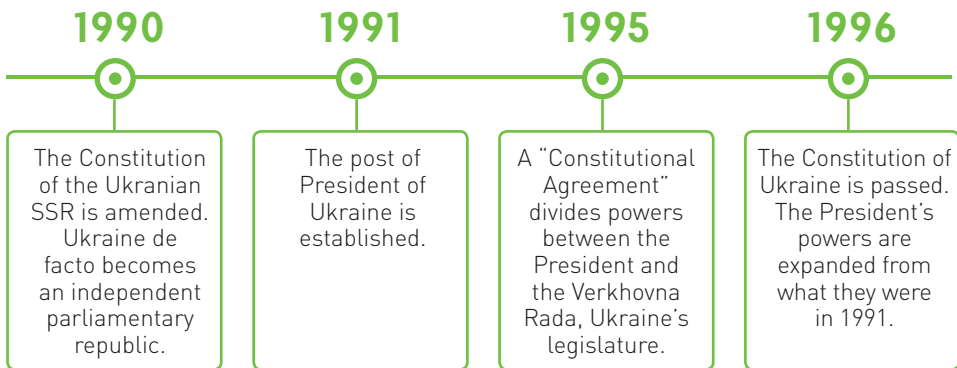 1990
The Constitution
of the Ukranian
SSR is amended.
Ukraine de
facto becomes
an independent
parliamentary
republic.
1991
The post of
President of
Ukraine is
established.
1995
A “Constitutional
Agreement”
divides powers
between the
President and
the Verkhovna
Rada, Ukraine’s
legislature.
1996
The Constitution of
Ukraine is passed.
The President’s
powers are
expanded from
what they were
in 1991.